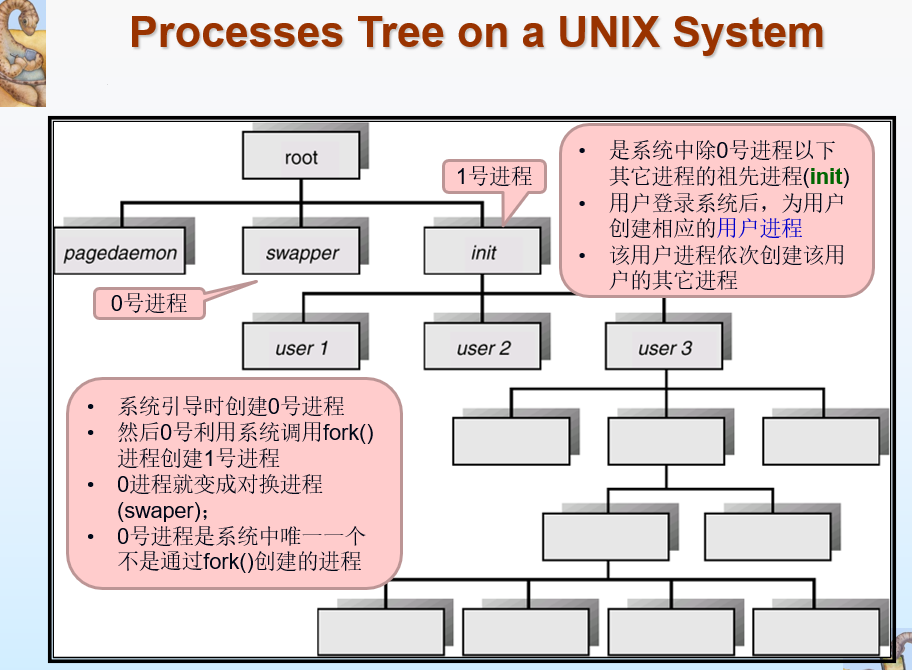 Processes Tree on a UNIX System
root
1号进程
• 是系统中除0号进程以下
其它进程的祖先进程(init)
• 用户登录系统后，为用户
创建相应的用户进程
• 该用户进程依次创建该用
户的其它进程
pagedaemon
swapper
init
0号进程
user 1
user 2
user 3
• 系统引导时创建0号进程
• 然后0号利用系统调用fork()
进程创建1号进程
• 0进程就变成对换进程
(swaper)；
• 0号进程是系统中唯一一个
不是通过fork()创建的进程